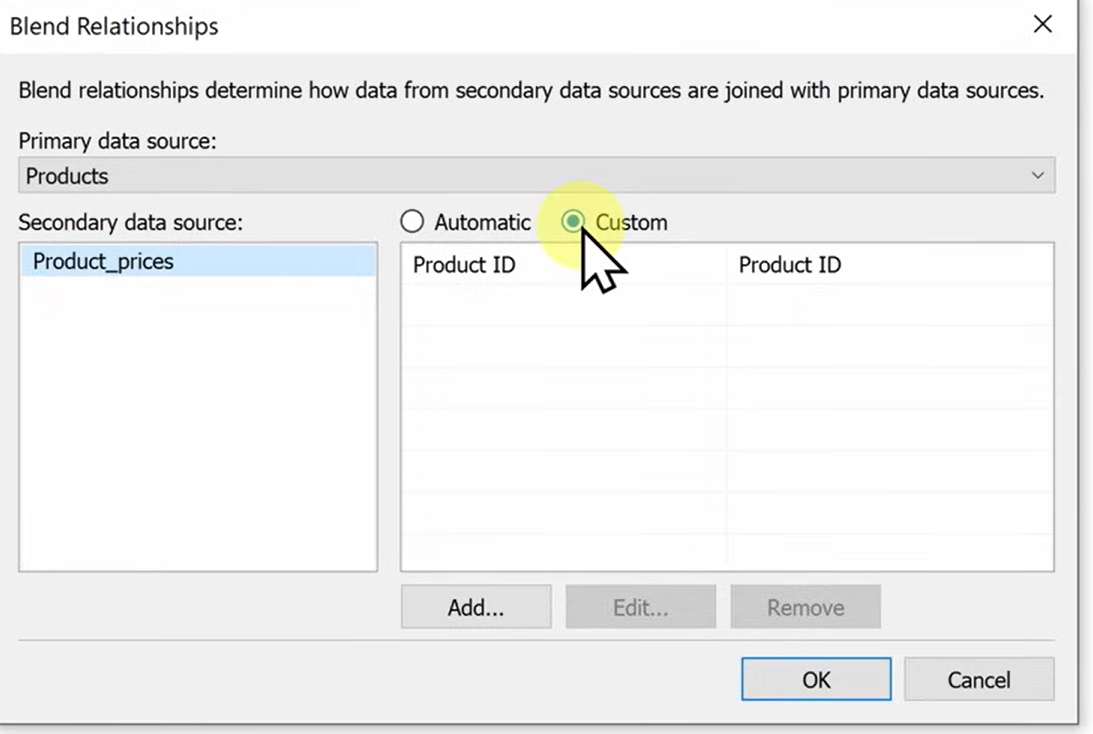 Blend Relationships
Blend relationships determine how data from secondary data sources are joined with primary data sources.
Primary data source:
Products
Secondary data source:
Automatic Custom
Product_prices
Product ID Product ID
Add... Edit... Remove
OK Cancel